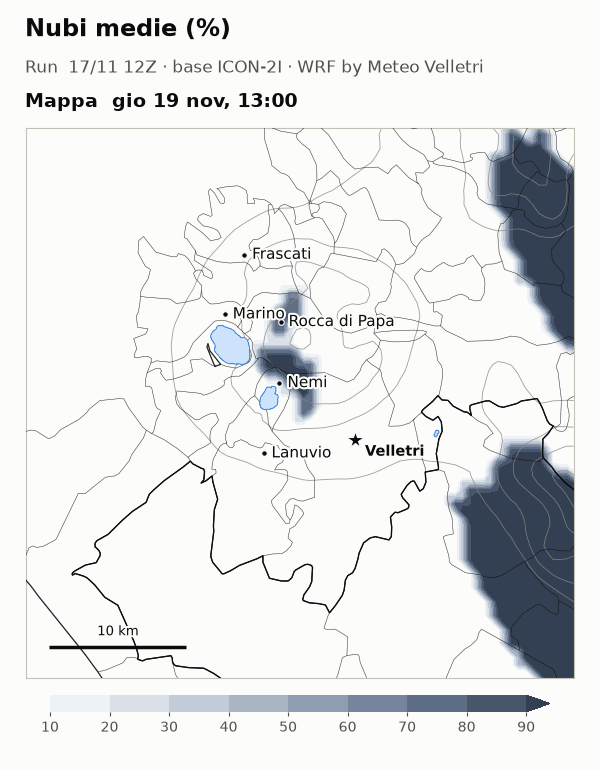 Nubi medie (%)
Run 17/11 12Z · base ICON-2I · WRF by Meteo Velletri
Mappa gio 19 nov, 13:00
Frascati
Marino
Rocca di Papa
Nemi
Velletri
Lanuvio
10 km
10 20 30 40 50 60 70 80 90